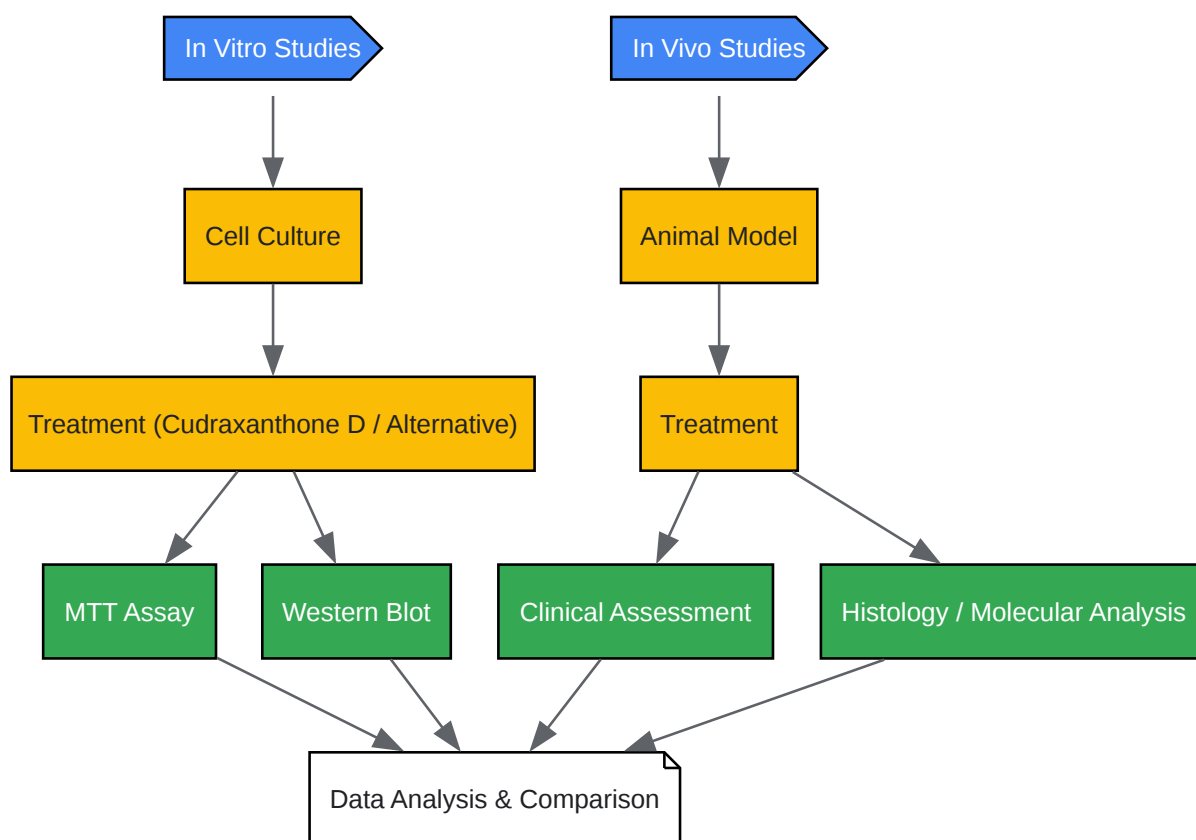 In Vitro Studies
In Vivo Studies
Cell Culture
Animal Model
Treatment (Cudraxanthone D / Alternative)
Treatment
MTT Assay
Western Blot
Clinical Assessment
Histology / Molecular Analysis
Data Analysis & Comparison